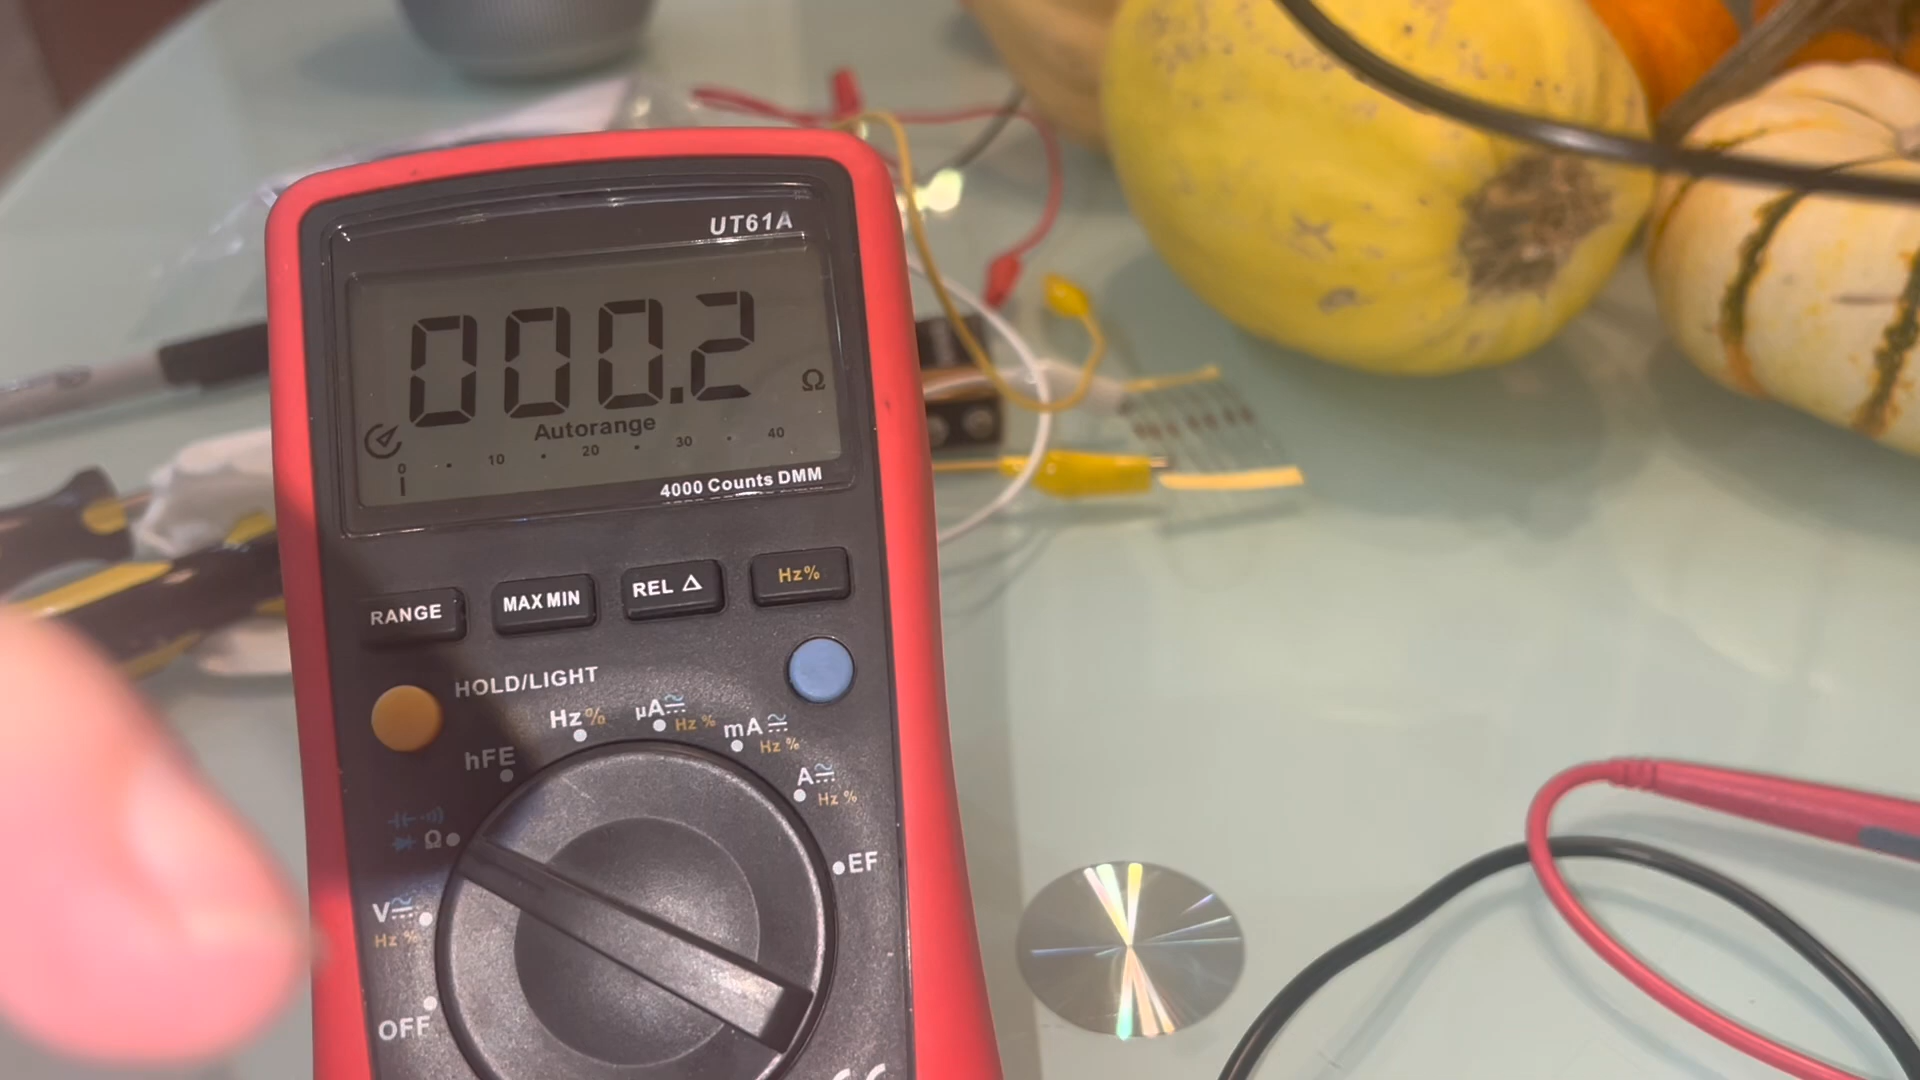 UT61A
000.2
Ω
Autorange
0 10 20 30 40
4000 Counts DMM
RANGE
MAX MIN
REL △
Hz%
HOLD/LIGHT
Hz%
µA Hz %
mA Hz %
A Hz %
hFE
Ω
EF
V Hz %
OFF